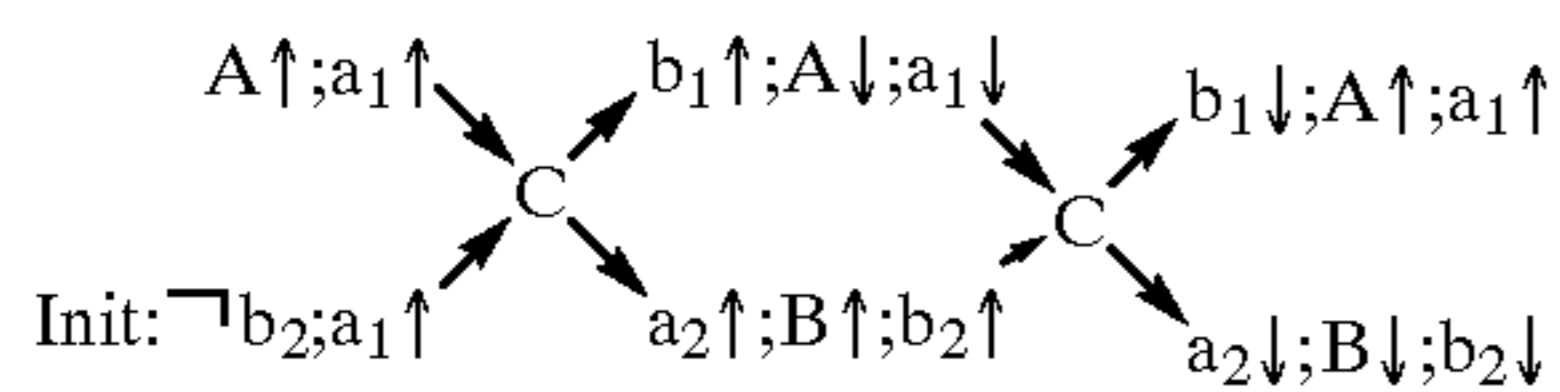 A↑;a₁↑ b₁↑;A↓;a₁↓ b₁↓;A↑;a₁↑
C C
Init:¬b₂;a₁↑ a₂↑;B↑;b₂↑ a₂↓;B↓;b₂↓